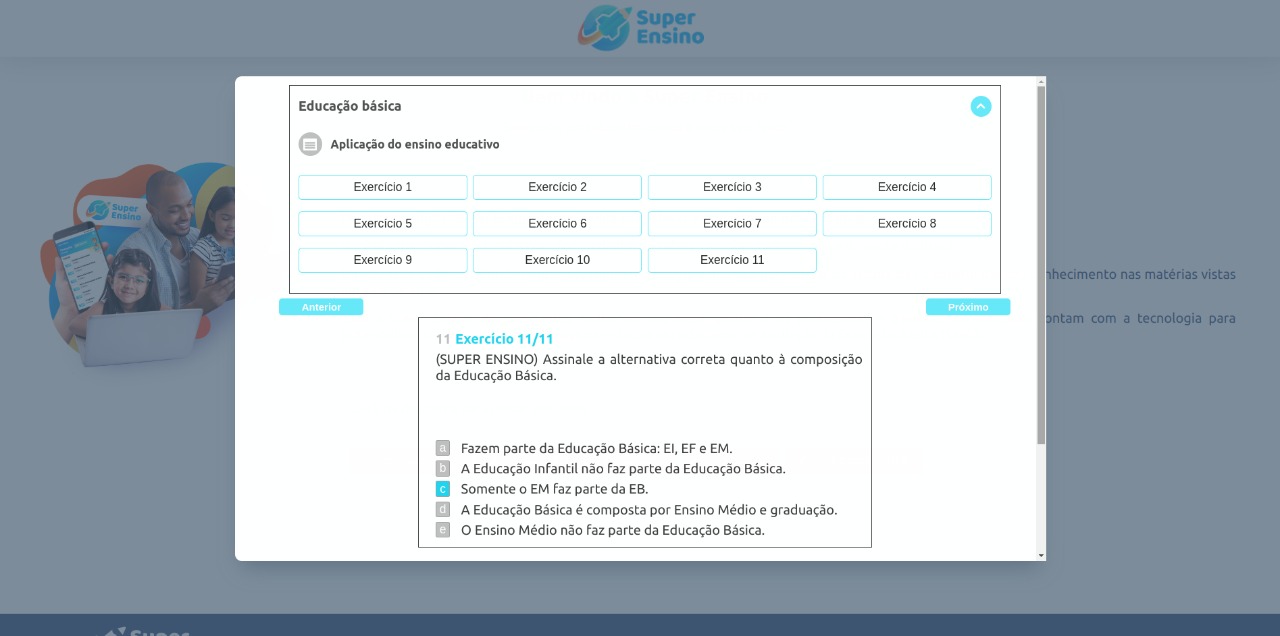 Super
Ensino
Educação básica
Aplicação do ensino educativo
Exercício 1
Exercício 2
Exercício 3
Exercício 4
Exercício 5
Exercício 6
Exercício 7
Exercício 8
Exercício 9
Exercício 10
Exercício 11
Super
Ensino
nhecimento nas matérias vistas
ontam com a tecnologia para
Anterior
Próximo
11 Exercício 11/11
(SUPER ENSINO) Assinale a alternativa correta quanto à composição
da Educação Básica.
a Fazem parte da Educação Básica: EI, EF e EM.
b A Educação Infantil não faz parte da Educação Básica.
c Somente o EM faz parte da EB.
d A Educação Básica é composta por Ensino Médio e graduação.
e O Ensino Médio não faz parte da Educação Básica.
Super